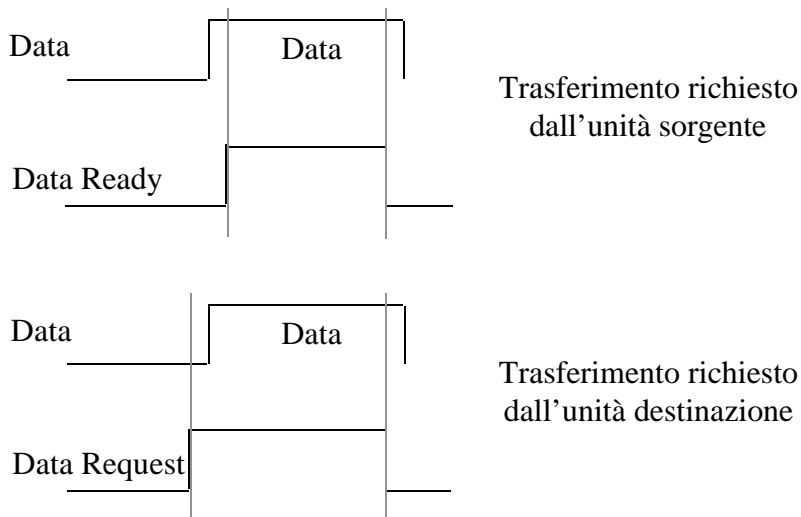 Data
Data
Trasferimento richiesto
dall'unità sorgente
Data Ready
Data
Data
Trasferimento richiesto
dall'unità destinazione
Data Request